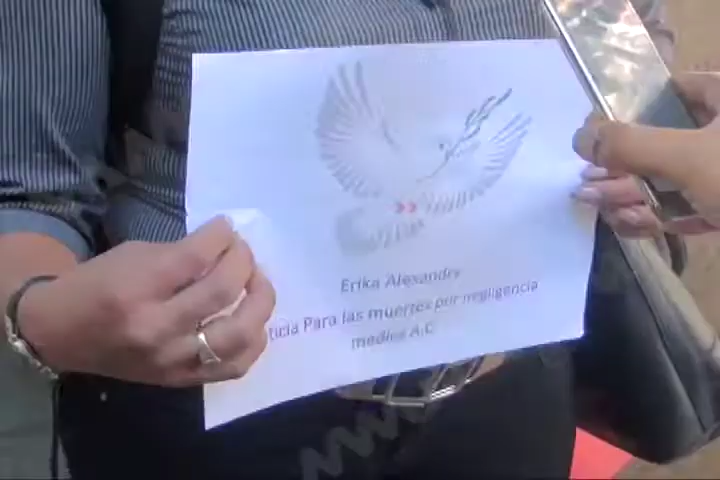 Erika Alexandra
ticia Para las muertes por negligencia
medica A.C